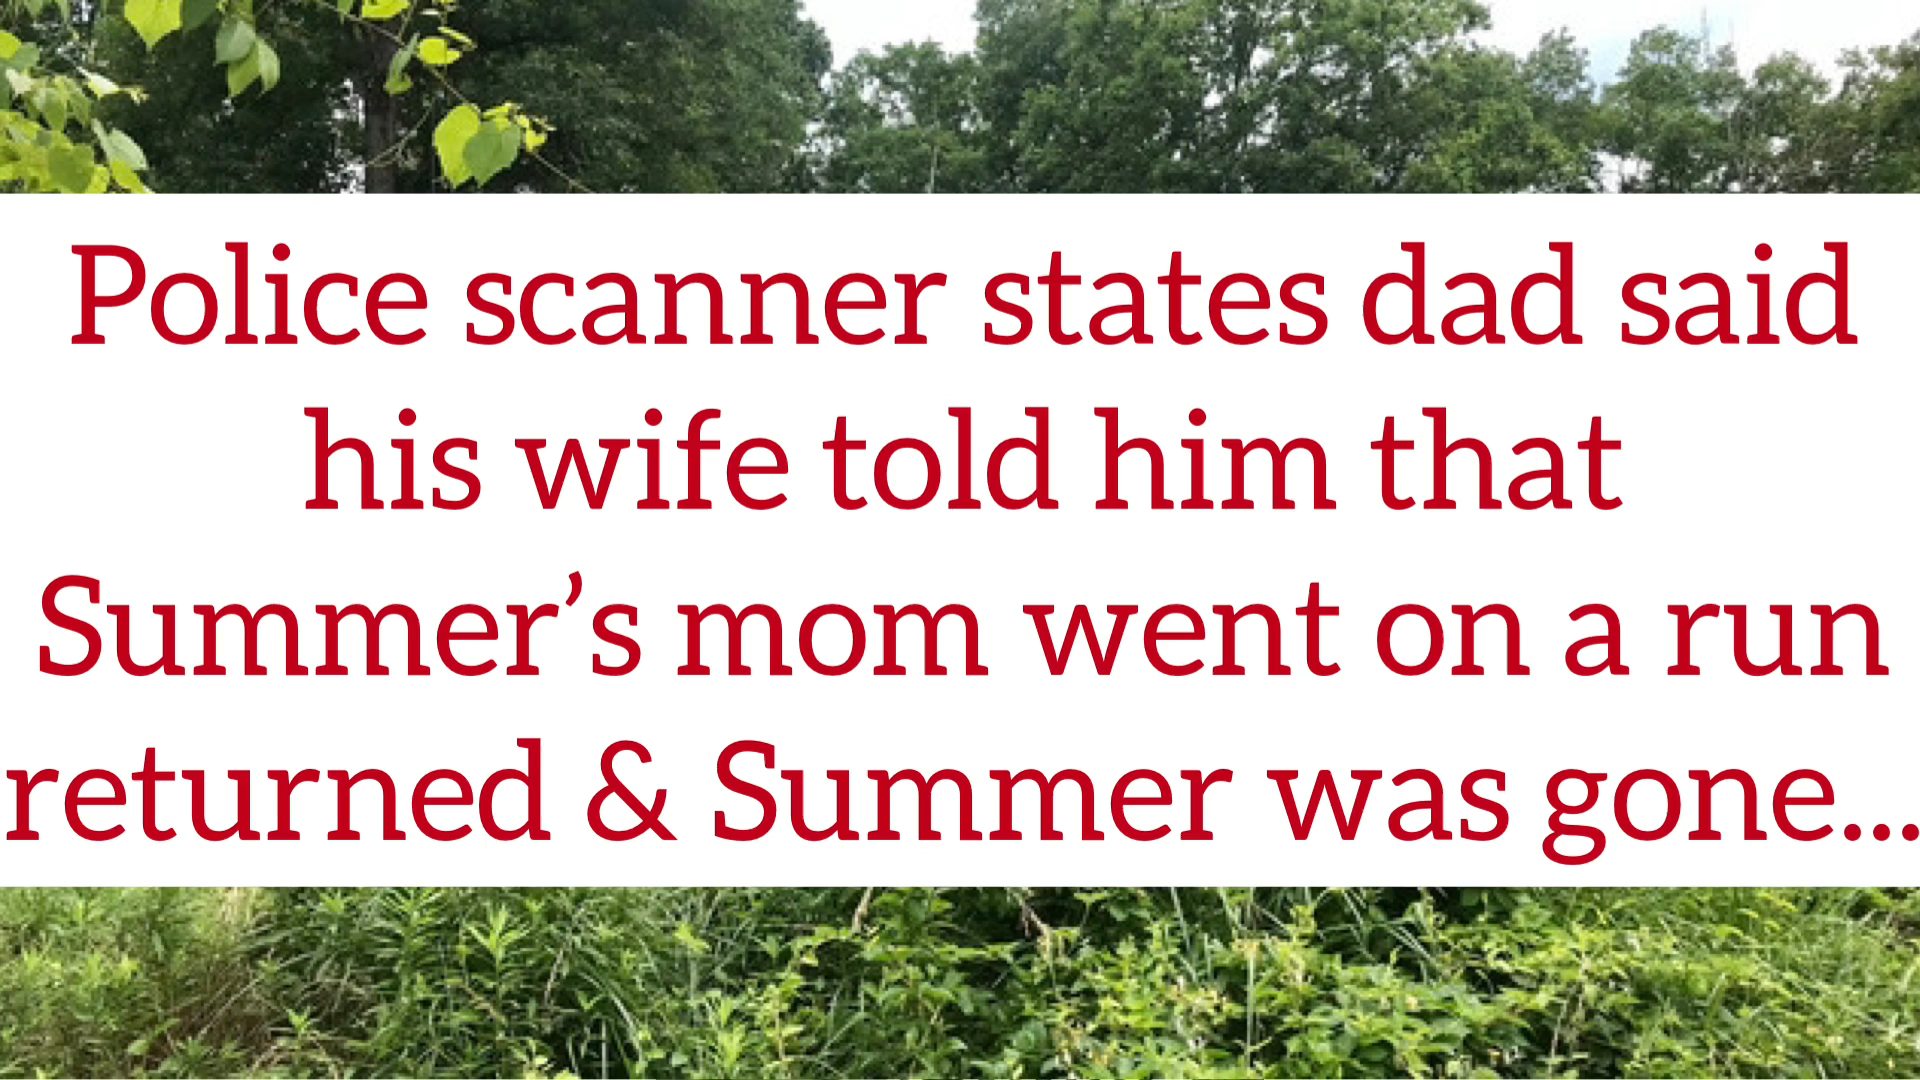 Police scanner states dad said
his wife told him that
Summer’s mom went on a run
returned & Summer was gone...